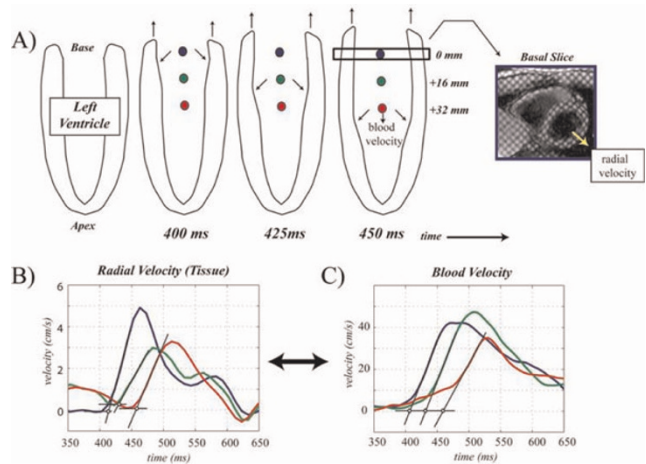 A)
Base
Left
Ventricle
Apex
400 ms
425ms
450 ms
time
0 mm
+16 mm
+32 mm
blood
velocity
Basal Slice
radial
velocity
B)
Radial Velocity (Tissue)
velocity (cm/s)
6
4
2
0
350 400 450 500 550 600 650
time (ms)
C)
Blood Velocity
velocity (cm/s)
40
20
0
350 400 450 500 550 600 650
time (ms)